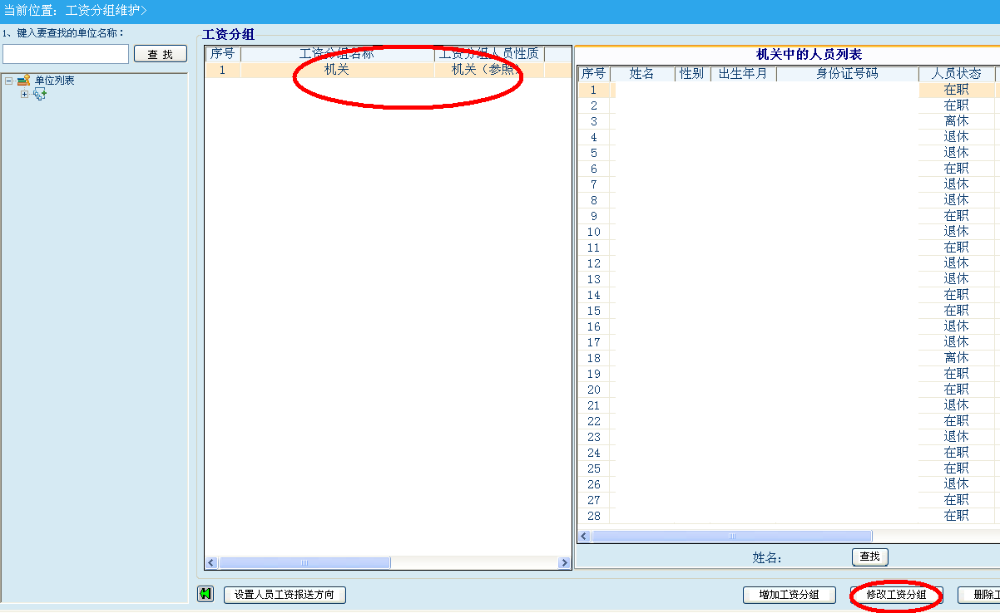 当前位置：工资分组维护>
1、键入要查找的单位名称：
查 找
单位列表
工资分组
序号 工资分组名称 工资分组人员性质
1 机关 机关（参照）
机关中的人员列表
序号 姓名 性别 出生年月 身份证号码 人员状态
1 在职
2 在职
3 离休
4 退休
5 退休
6 在职
7 退休
8 退休
9 在职
10 退休
11 在职
12 退休
13 退休
14 在职
15 在职
16 退休
17 退休
18 离休
19 在职
20 在职
21 退休
22 在职
23 退休
24 在职
25 在职
26 退休
27 在职
28 在职
姓名： 查找
设置人员工资报送方向 增加工资分组 修改工资分组 删除工